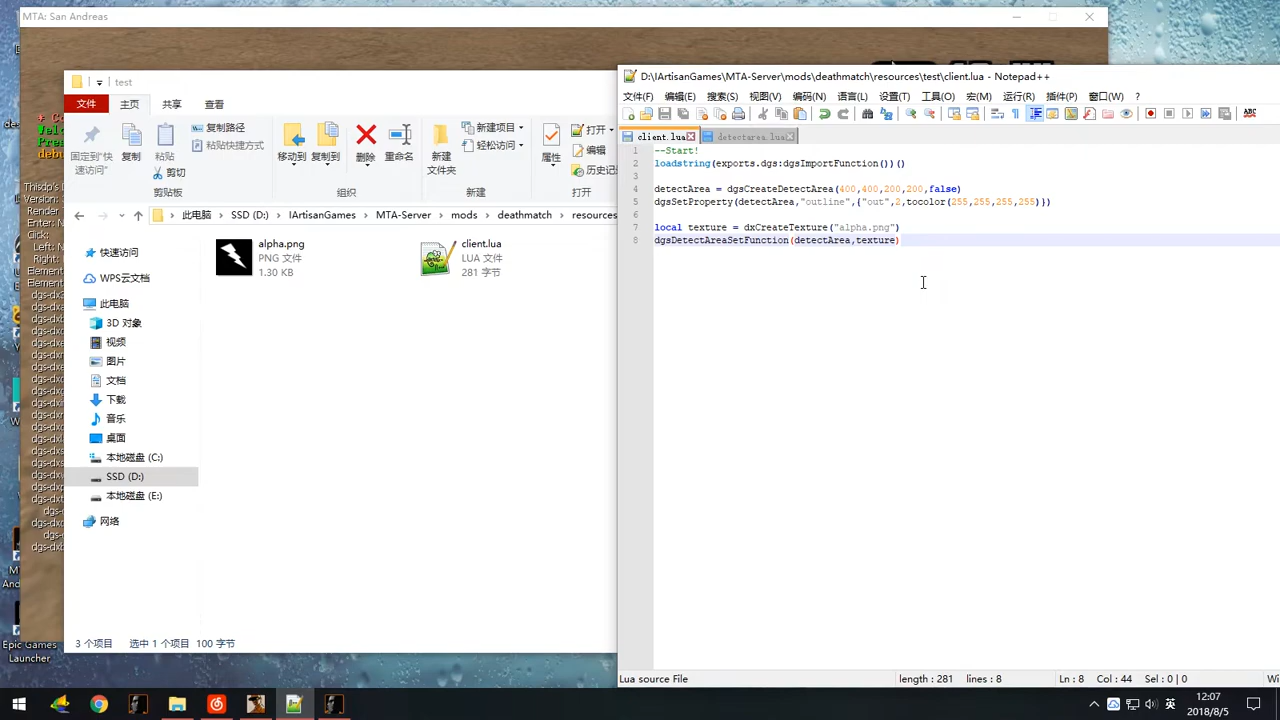 MTA: San Andreas
test
文件
主页
共享
查看
固定到"快
速访问"
复制
粘贴
复制路径
粘贴快捷方式
剪切
剪贴板
移动到
复制到
删除
重命名
组织
新建
文件夹
新建项目
轻松访问
新建
属性
打开
编辑
历史记
打开
此电脑
SSD (D:)
IArtisanGames
MTA-Server
mods
deathmatch
resources
快速访问
WPS云文档
此电脑
3D 对象
视频
图片
文档
下载
音乐
桌面
本地磁盘 (C:)
SSD (D:)
本地磁盘 (E:)
网络
alpha.png
PNG 文件
1.30 KB
client.lua
LUA 文件
281 字节
3 个项目
选中 1 个项目
100 字节
D:\IArtisanGames\MTA-Server\mods\deathmatch\resources\test\client.lua - Notepad++
文件(F)
编辑(E)
搜索(S)
视图(V)
编码(N)
语言(L)
设置(T)
工具(O)
宏(M)
运行(R)
插件(P)
窗口(W)
?
client.lua
detectarea.lua
1 --Start!
2 loadstring(exports.dgs:dgsImportFunction())()
3
4 detectArea = dgsCreateDetectArea(400,400,200,200,false)
5 dgsSetProperty(detectArea,"outline",{"out",2,tocolor(255,255,255,255)})
6
7 local texture = dxCreateTexture("alpha.png")
8 dgsDetectAreaSetFunction(detectArea,texture)
Lua source File
length : 281
lines : 8
Ln : 8
Col : 44
Sel : 0 | 0
Wi
Epic Games
Launcher
英
12:07
2018/8/5